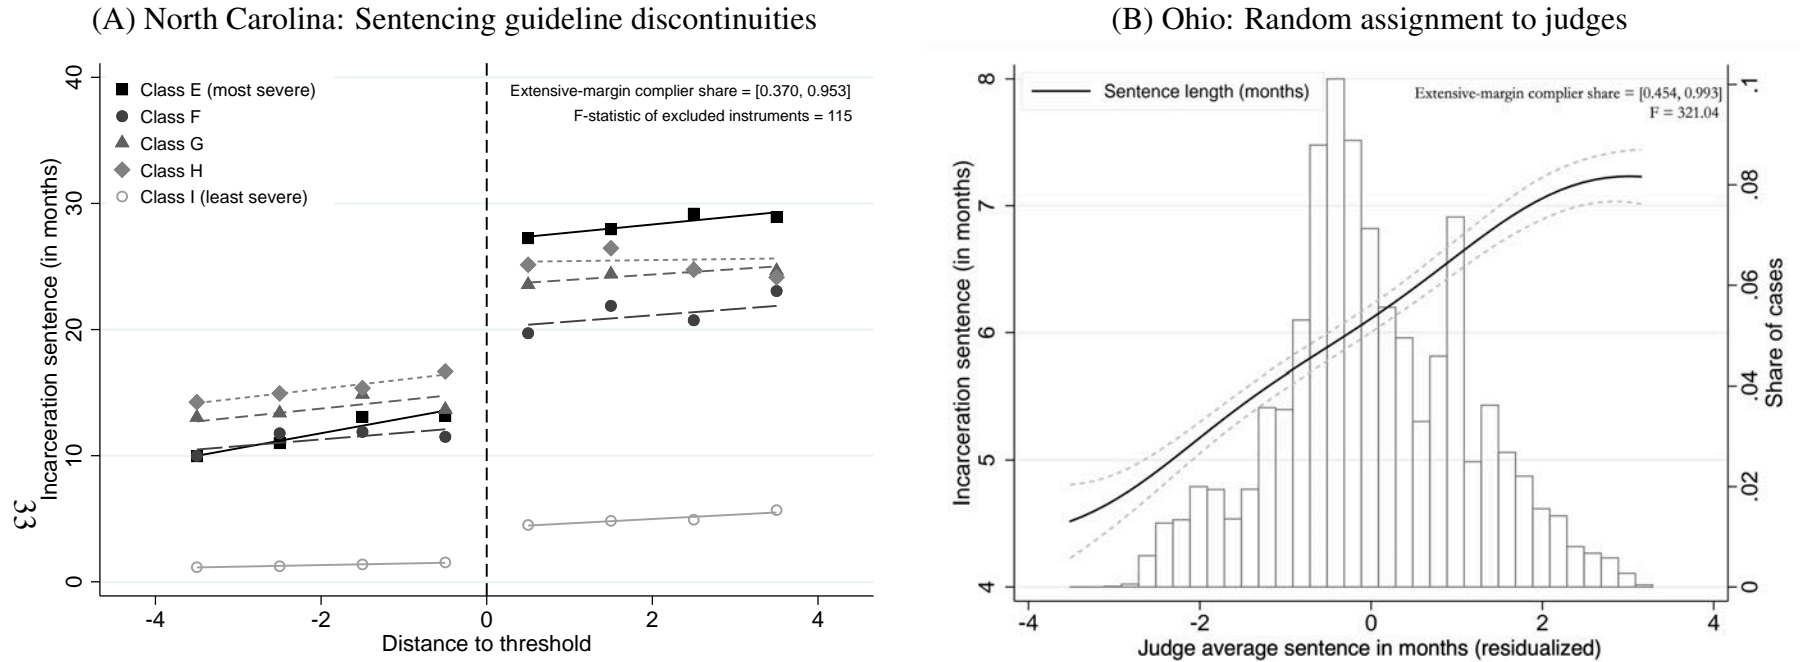 (A) North Carolina: Sentencing guideline discontinuities
Class E (most severe)
Class F
Class G
Class H
Class I (least severe)
Extensive-margin complier share = [0.370, 0.953]
F-statistic of excluded instruments = 115
Incarceration sentence (in months)
40
30
20
10
0
-4
-2
0
2
4
Distance to threshold
33
(B) Ohio: Random assignment to judges
Sentence length (months)
Extensive-margin complier share = [0.454, 0.993]
F = 321.04
Incarceration sentence (in months)
8
7
6
5
4
.1
.08
.06
.04
.02
0
Share of cases
-4
-2
0
2
4
Judge average sentence in months (residualized)